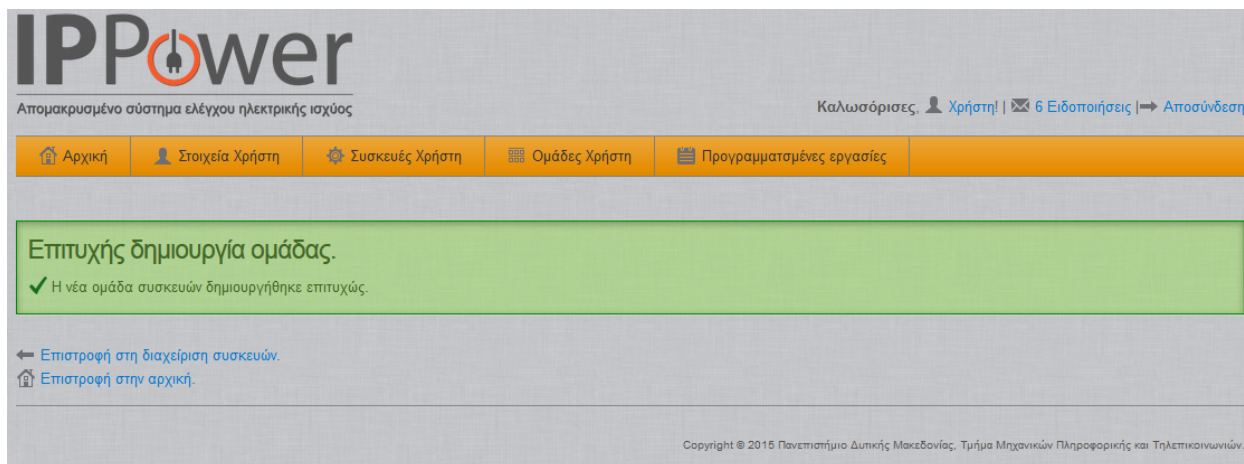 IPPower
Απομακρυσμένο σύστημα ελέγχου ηλεκτρικής ισχύος
Καλωσόρισες, Χρήστη! | 6 Ειδοποιήσεις | Αποσύνδεση
Αρχική Στοιχεία Χρήστη Συσκευές Χρήστη Ομάδες Χρήστη Προγραμματσμένες εργασίες
Επιτυχής δημιουργία ομάδας.
Η νέα ομάδα συσκευών δημιουργήθηκε επιτυχώς.
Επιστροφή στη διαχείριση συσκευών.
Επιστροφή στην αρχική.
Copyright © 2015 Πανεπιστήμιο Δυτικής Μακεδονίας, Τμήμα Μηχανικών Πληροφορικής και Τηλεπικοινωνιών.